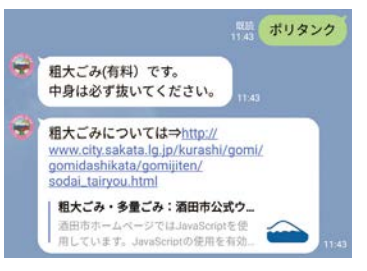 既読
11:43
ポリタンク
粗大ごみ(有料）です。
中身は必ず抜いてください。
11:43
粗大ごみについては⇒http://
www.city.sakata.lg.jp/kurashi/gomi/
gomidashikata/gomijiten/
sodai_tairyou.html
粗大ごみ・多量ごみ：酒田市公式ウ...
酒田市ホームページではJavaScriptを使
用しています。JavaScriptの使用を有効...
11:43